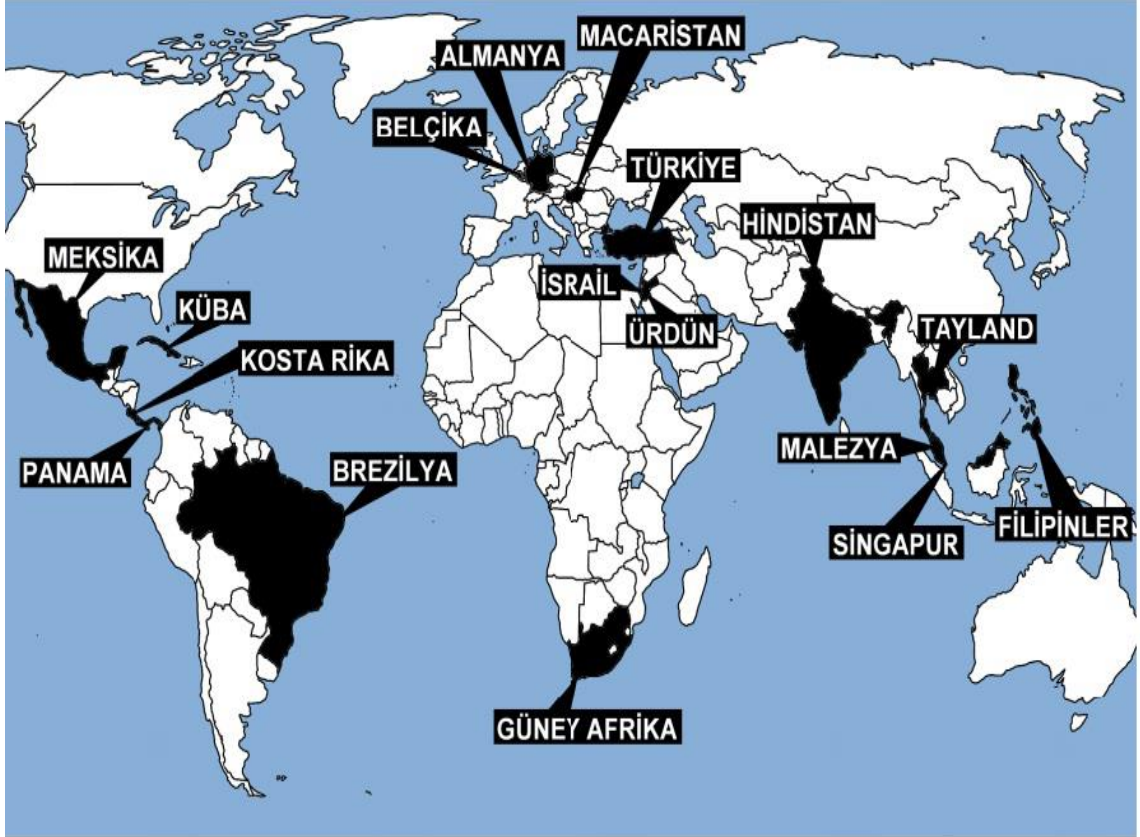 MACARİSTAN
ALMANYA
BELÇİKA
TÜRKİYE
HİNDİSTAN
MEKSİKA
İSRAİL
KÜBA
ÜRDÜN
TAYLAND
KOSTA RİKA
MALEZYA
PANAMA
BREZİLYA
FİLİPİNLER
SİNGAPUR
GÜNEY AFRİKA